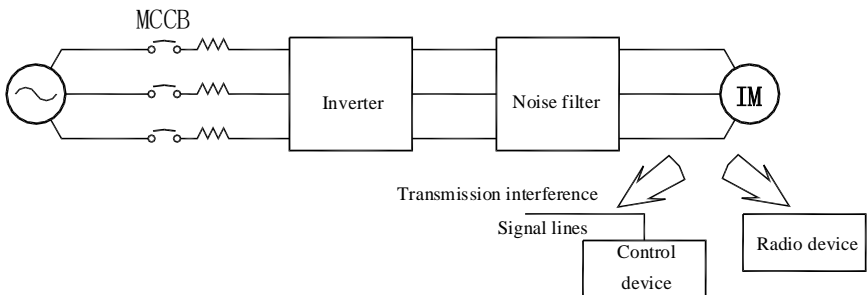 MCCB
Inverter
Noise filter
IM
Transmission interference
Signal lines
Control
device
Radio device